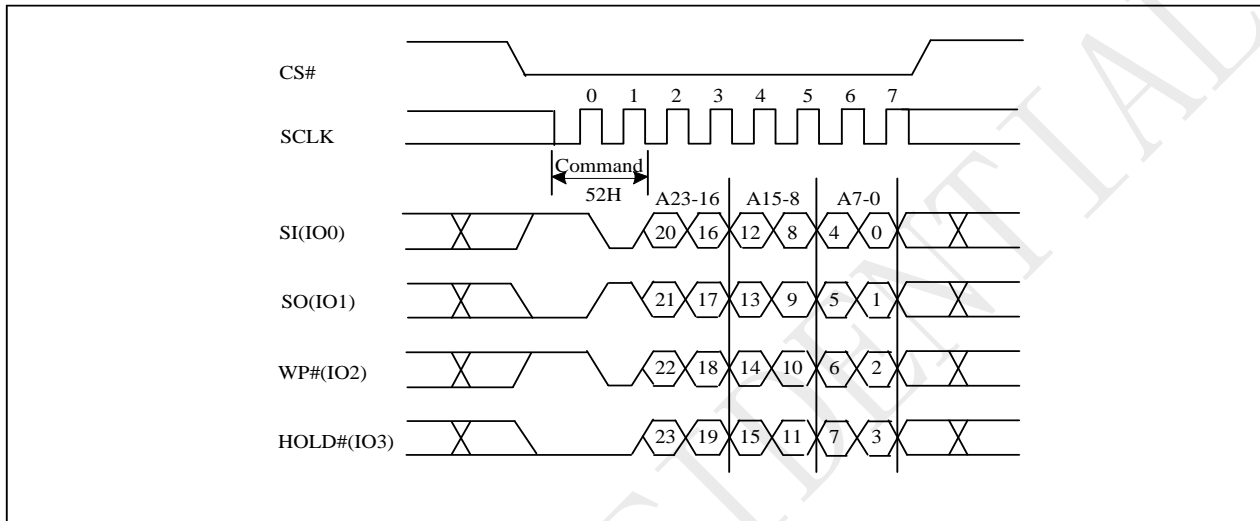 CS#
0 1 2 3 4 5 6 7
SCLK
Command
52H
A23-16 A15-8 A7-0
SI(IO0) 20 16 12 8 4 0
SO(IO1) 21 17 13 9 5 1
WP#(IO2) 22 18 14 10 6 2
HOLD#(IO3) 23 19 15 11 7 3